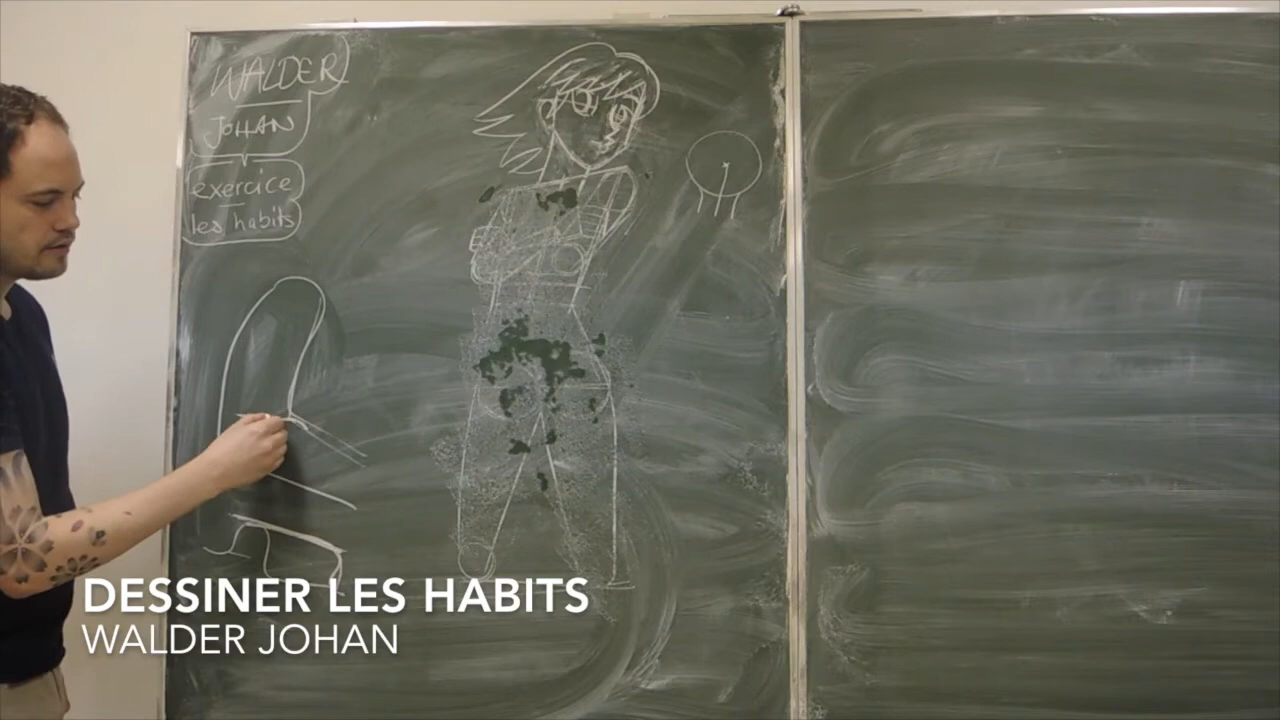 WALDER
JOHAN
exercice
les habits
DESSINER LES HABITS
WALDER JOHAN